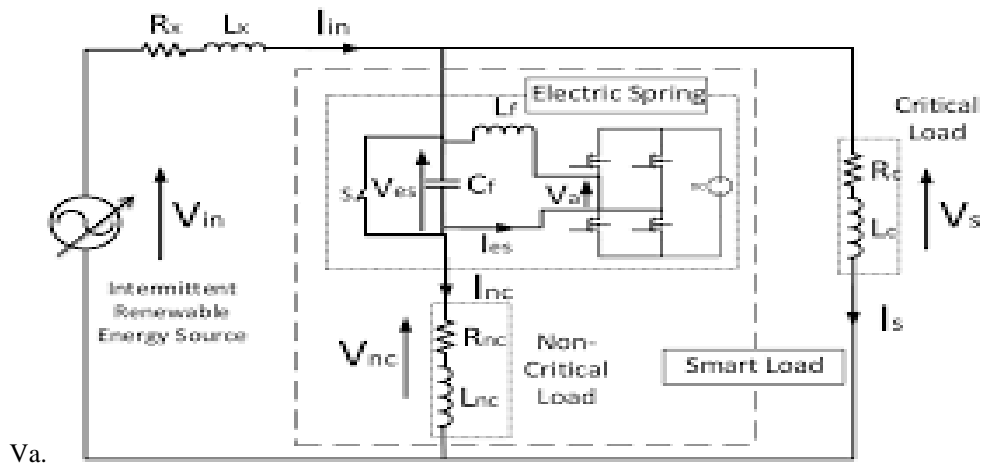 Rx
Lx
Iin
Electric Spring
Lf
Critical
Load
S
Ves
Cf
Va
Rc
Vin
Vs
Lc
Ies
Intermittent
Renewable
Energy Source
Inc
Is
Rnc
Non-
Critical
Load
Vnc
Smart Load
Lnc
Va.